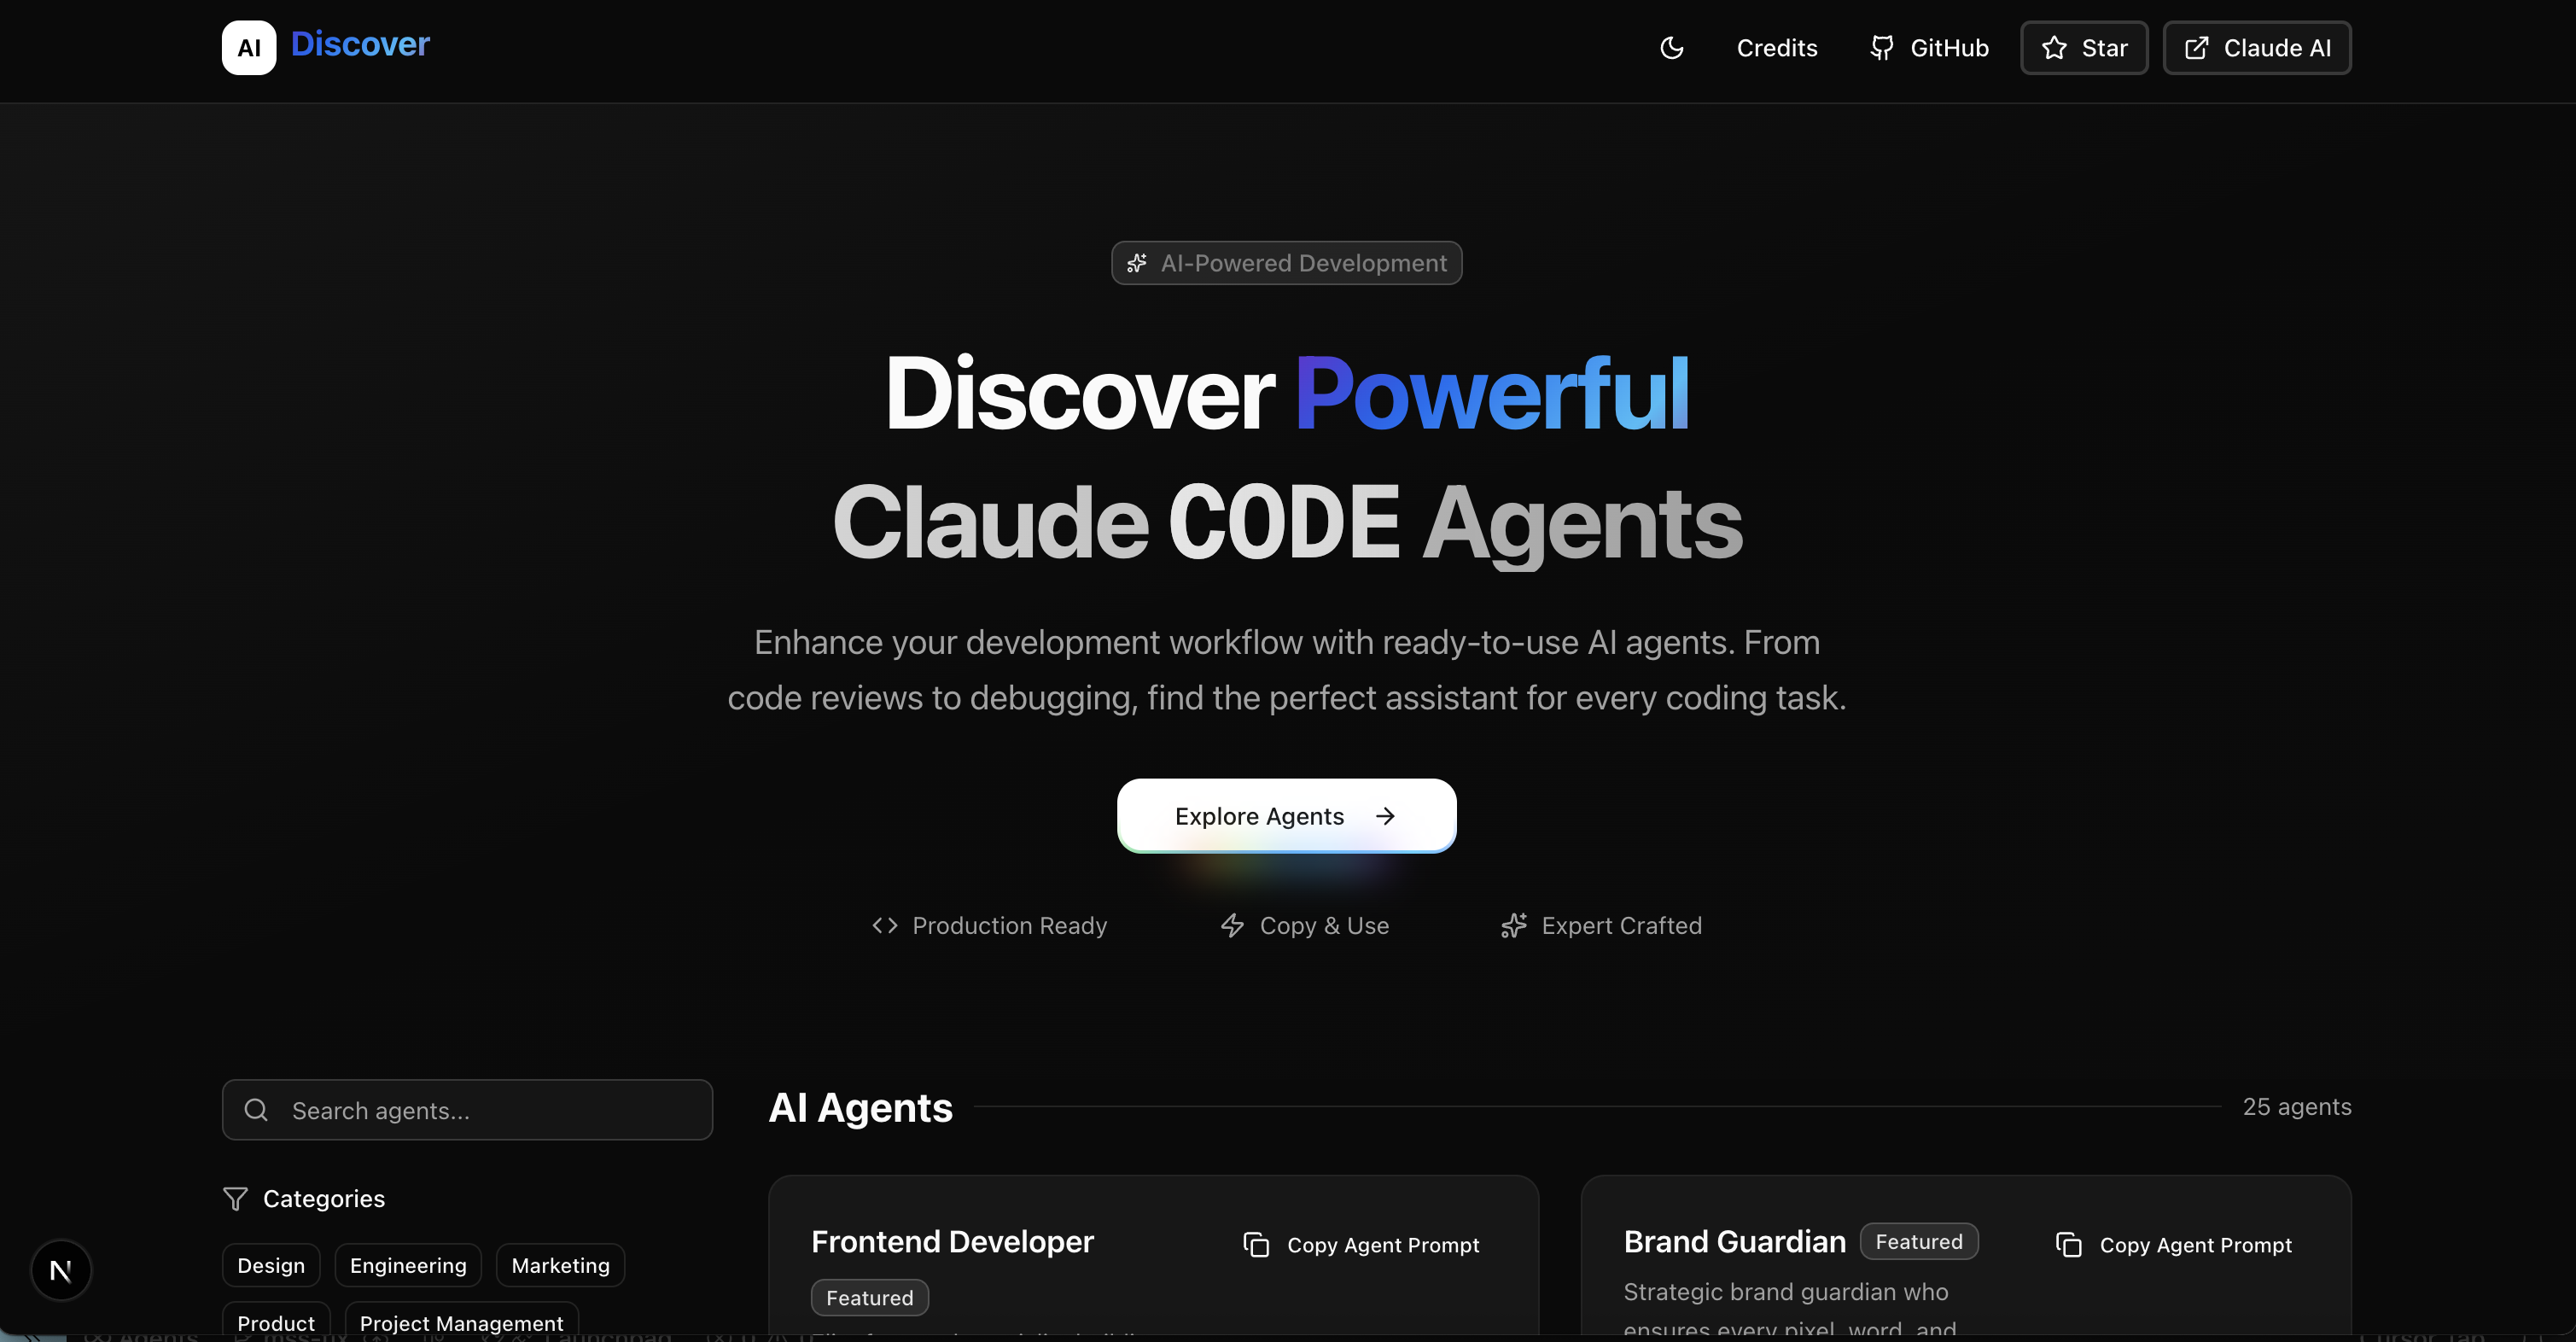 AI Discover
Credits
GitHub
Star
Claude AI
AI-Powered Development
Discover Powerful
Claude CODE Agents
Enhance your development workflow with ready-to-use AI agents. From
code reviews to debugging, find the perfect assistant for every coding task.
Explore Agents
Production Ready
Copy & Use
Expert Crafted
Search agents...
Categories
Design
Engineering
Marketing
Product
Project Management
AI Agents
25 agents
Frontend Developer
Copy Agent Prompt
Featured
Brand Guardian
Featured
Copy Agent Prompt
Strategic brand guardian who
ensures every pixel, word, and
N